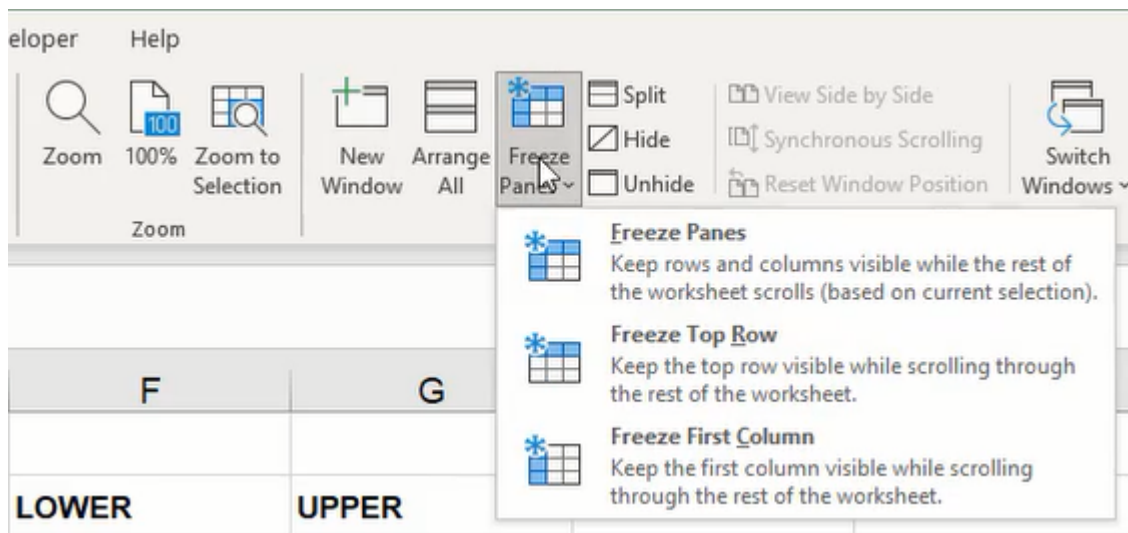 eloper Help
Zoom
100%
Zoom to
Selection
Zoom
New
Window
Arrange
All
Freeze
Panes
Split
Hide
Unhide
View Side by Side
Synchronous Scrolling
Reset Window Position
Switch
Windows
Freeze Panes
Keep rows and columns visible while the rest of
the worksheet scrolls (based on current selection).
Freeze Top Row
Keep the top row visible while scrolling through
the rest of the worksheet.
Freeze First Column
Keep the first column visible while scrolling
through the rest of the worksheet.
F G
LOWER UPPER